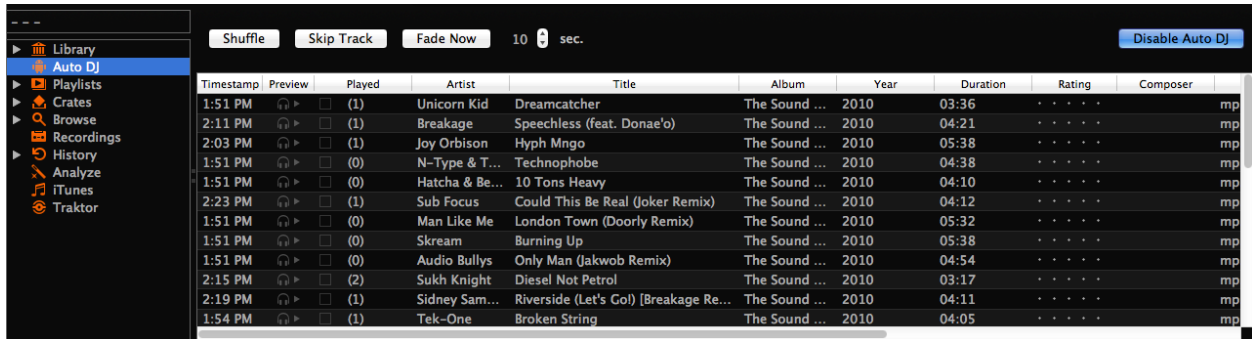 - - -
Library
Auto DJ
Playlists
Crates
Browse
Recordings
History
Analyze
iTunes
Traktor
Shuffle Skip Track Fade Now 10 sec. Disable Auto DJ
Timestamp Preview Played Artist Title Album Year Duration Rating Composer
1:51 PM (1) Unicorn Kid Dreamcatcher The Sound ... 2010 03:36 mp
2:11 PM (1) Breakage Speechless (feat. Donae'o) The Sound ... 2010 04:21 mp
2:03 PM (1) Joy Orbison Hyph Mngo The Sound ... 2010 05:38 mp
1:51 PM (0) N-Type & T... Technophobe The Sound ... 2010 04:38 mp
1:51 PM (0) Hatcha & Be... 10 Tons Heavy The Sound ... 2010 04:10 mp
2:23 PM (1) Sub Focus Could This Be Real (Joker Remix) The Sound ... 2010 04:12 mp
1:51 PM (0) Man Like Me London Town (Doorly Remix) The Sound ... 2010 05:32 mp
1:51 PM (0) Skream Burning Up The Sound ... 2010 05:38 mp
1:51 PM (0) Audio Bullys Only Man (Jakwob Remix) The Sound ... 2010 04:54 mp
2:15 PM (2) Sukh Knight Diesel Not Petrol The Sound ... 2010 03:17 mp
2:19 PM (1) Sidney Sam... Riverside (Let's Go!) [Breakage Re... The Sound ... 2010 04:11 mp
1:54 PM (1) Tek-One Broken String The Sound ... 2010 04:05 mp